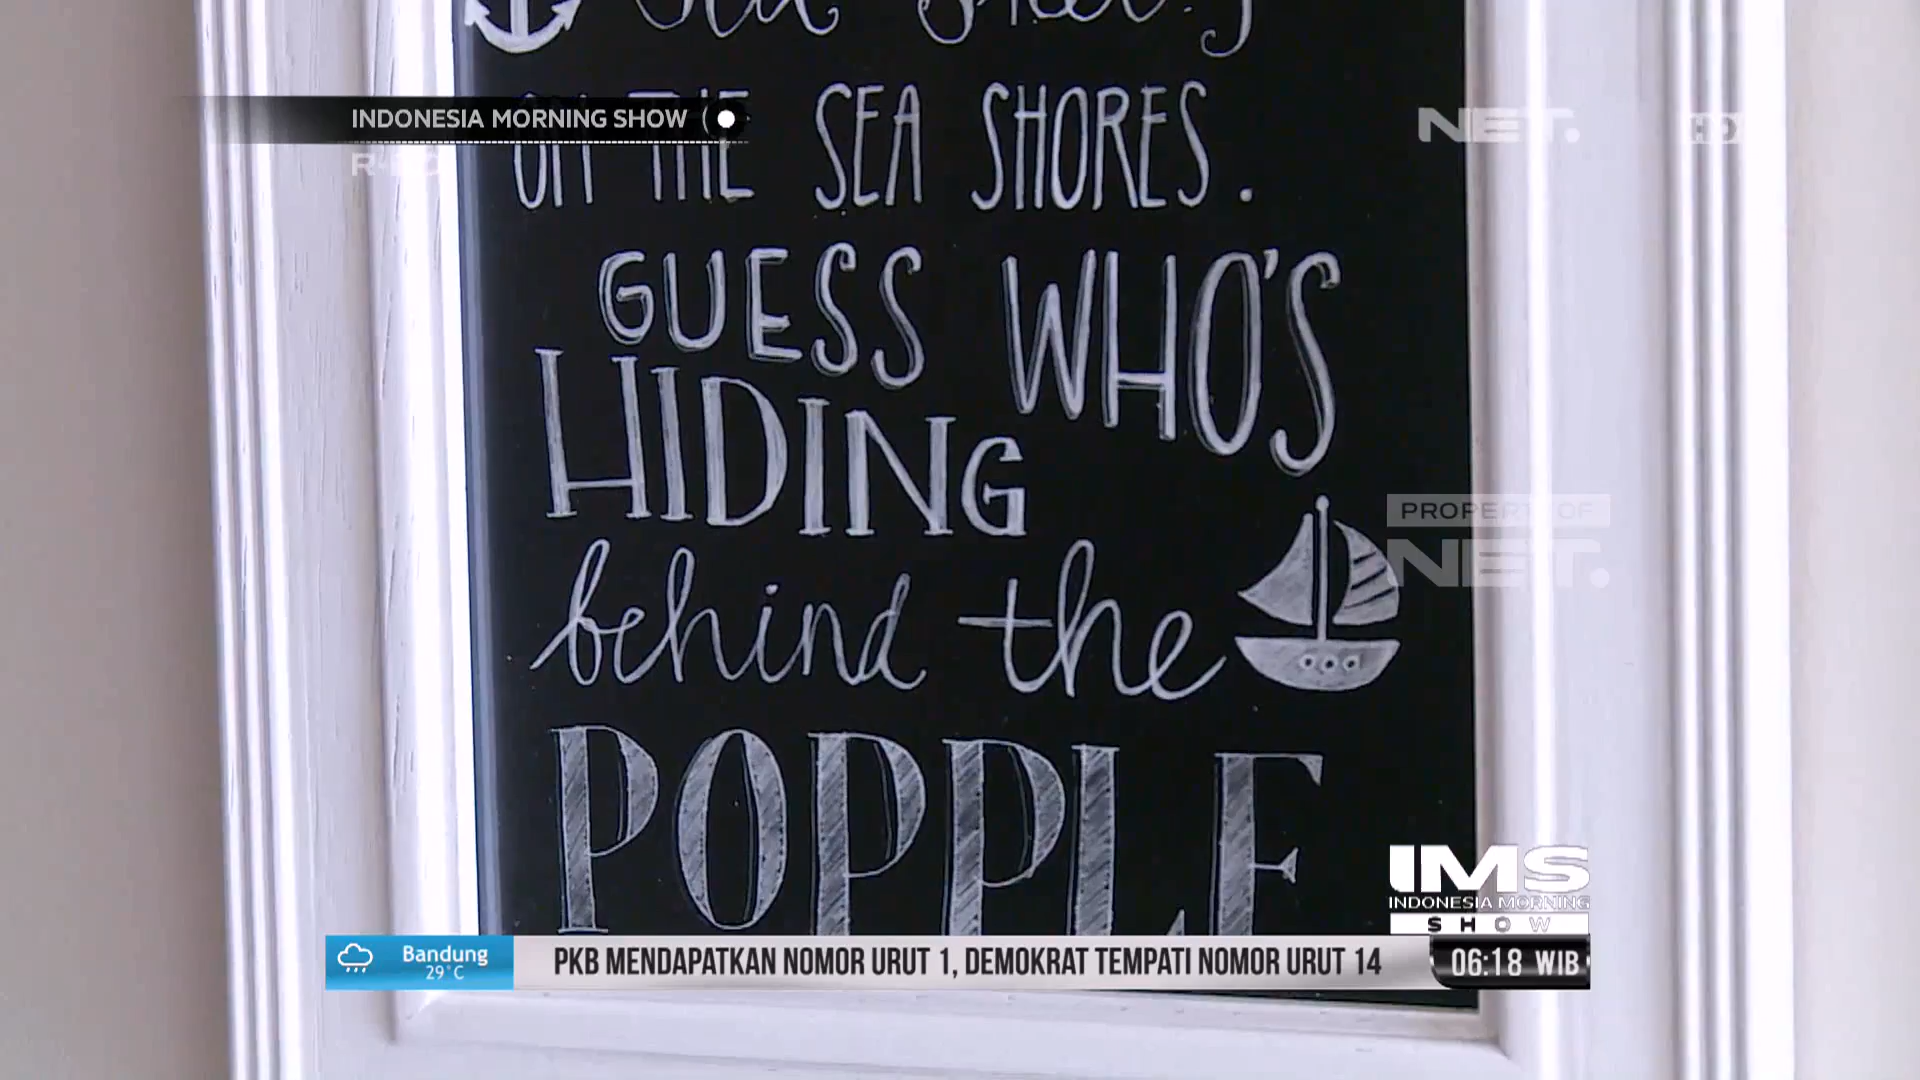 ON THE SEA SHORES.
INDONESIA MORNING SHOW
NET.
HD
GUESS WHO'S
HIDING
PROPERTY OF
NET.
behind the
POPPLE
IMS
INDONESIA MORNING
SHOW
Bandung
29°C
PKB MENDAPATKAN NOMOR URUT 1, DEMOKRAT TEMPATI NOMOR URUT 14
06:18 WIB